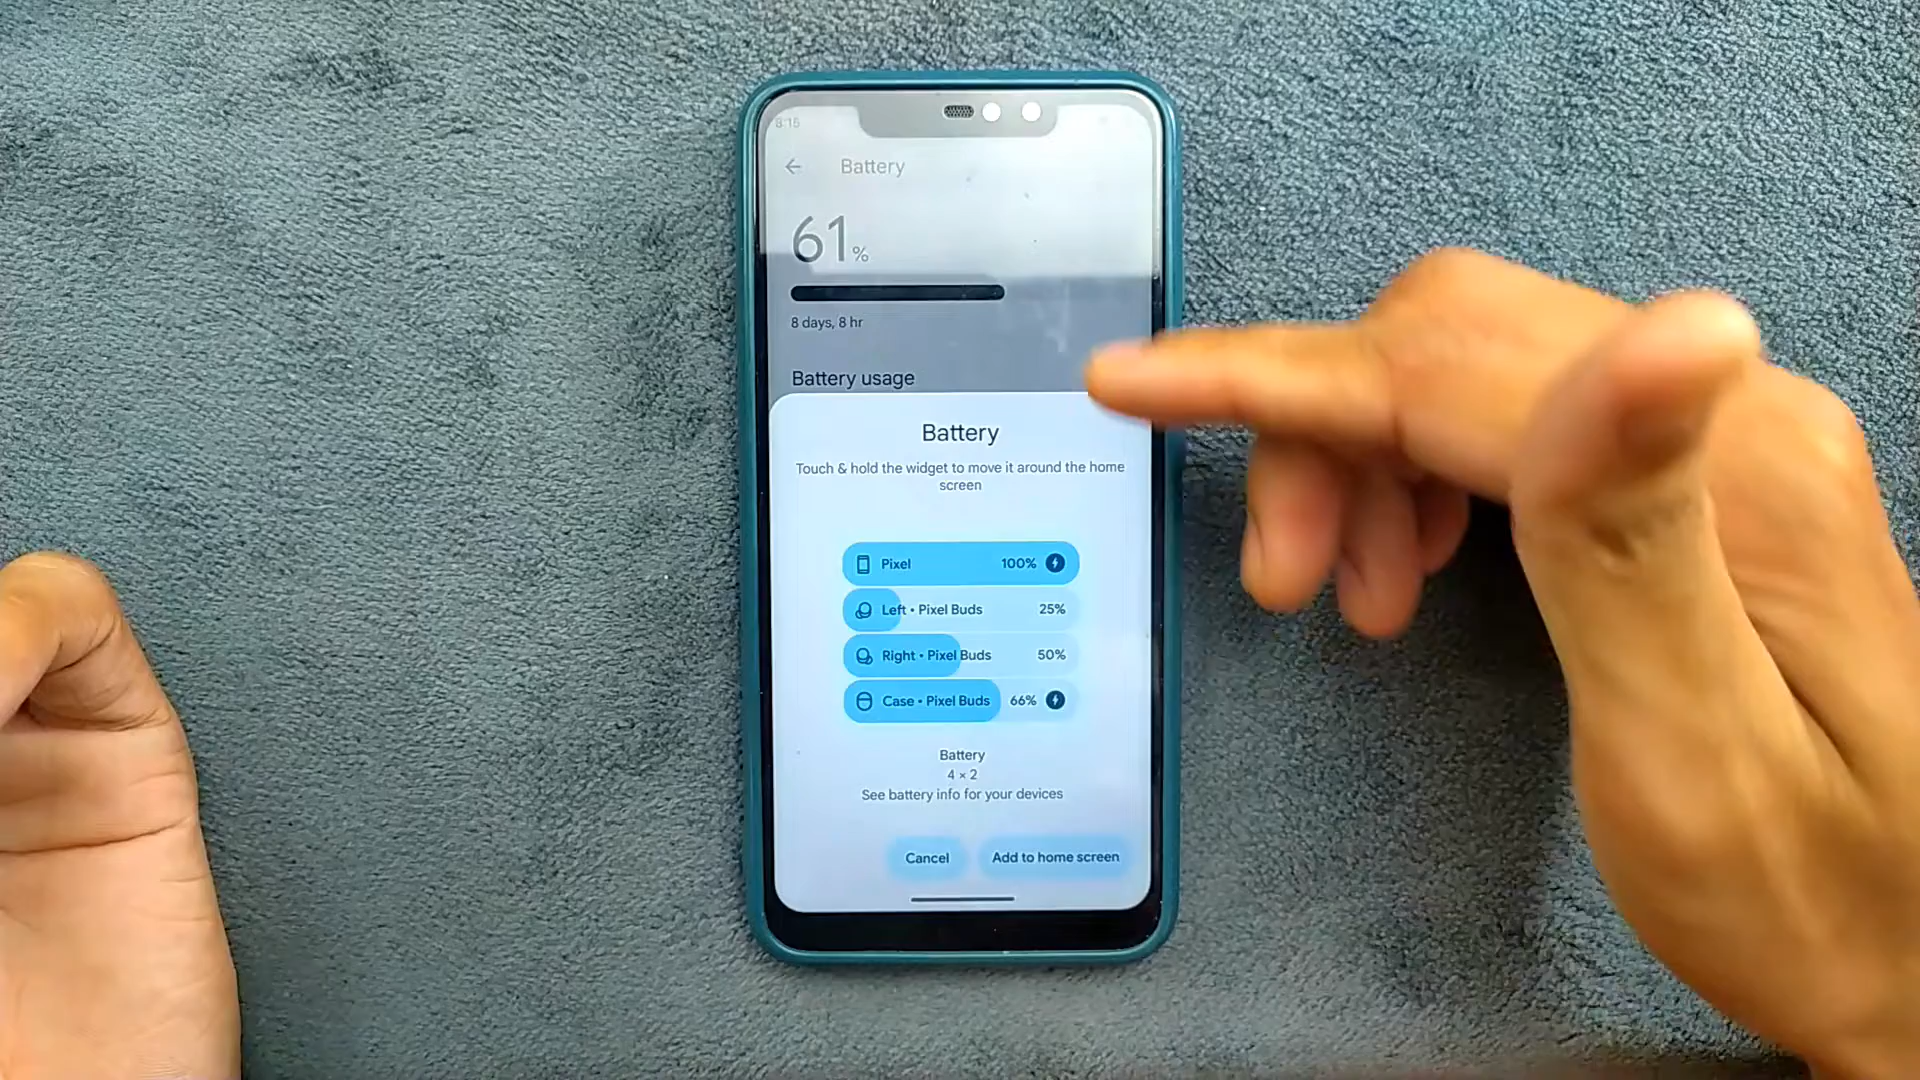 8:15
Battery
61%
8 days, 8 hr
Battery usage
Battery
Touch & hold the widget to move it around the home
screen
Pixel 100%
Left • Pixel Buds 25%
Right • Pixel Buds 50%
Case • Pixel Buds 66%
Battery
4 × 2
See battery info for your devices
Cancel Add to home screen